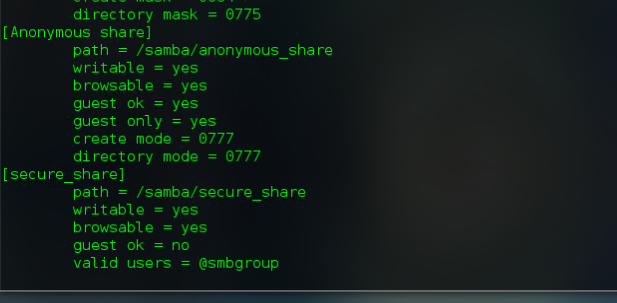 directory mask = 0775
[Anonymous share]
path = /samba/anonymous_share
writable = yes
browsable = yes
guest ok = yes
guest only = yes
create mode = 0777
directory mode = 0777
[secure_share]
path = /samba/secure_share
writable = yes
browsable = yes
guest ok = no
valid users = @smbgroup